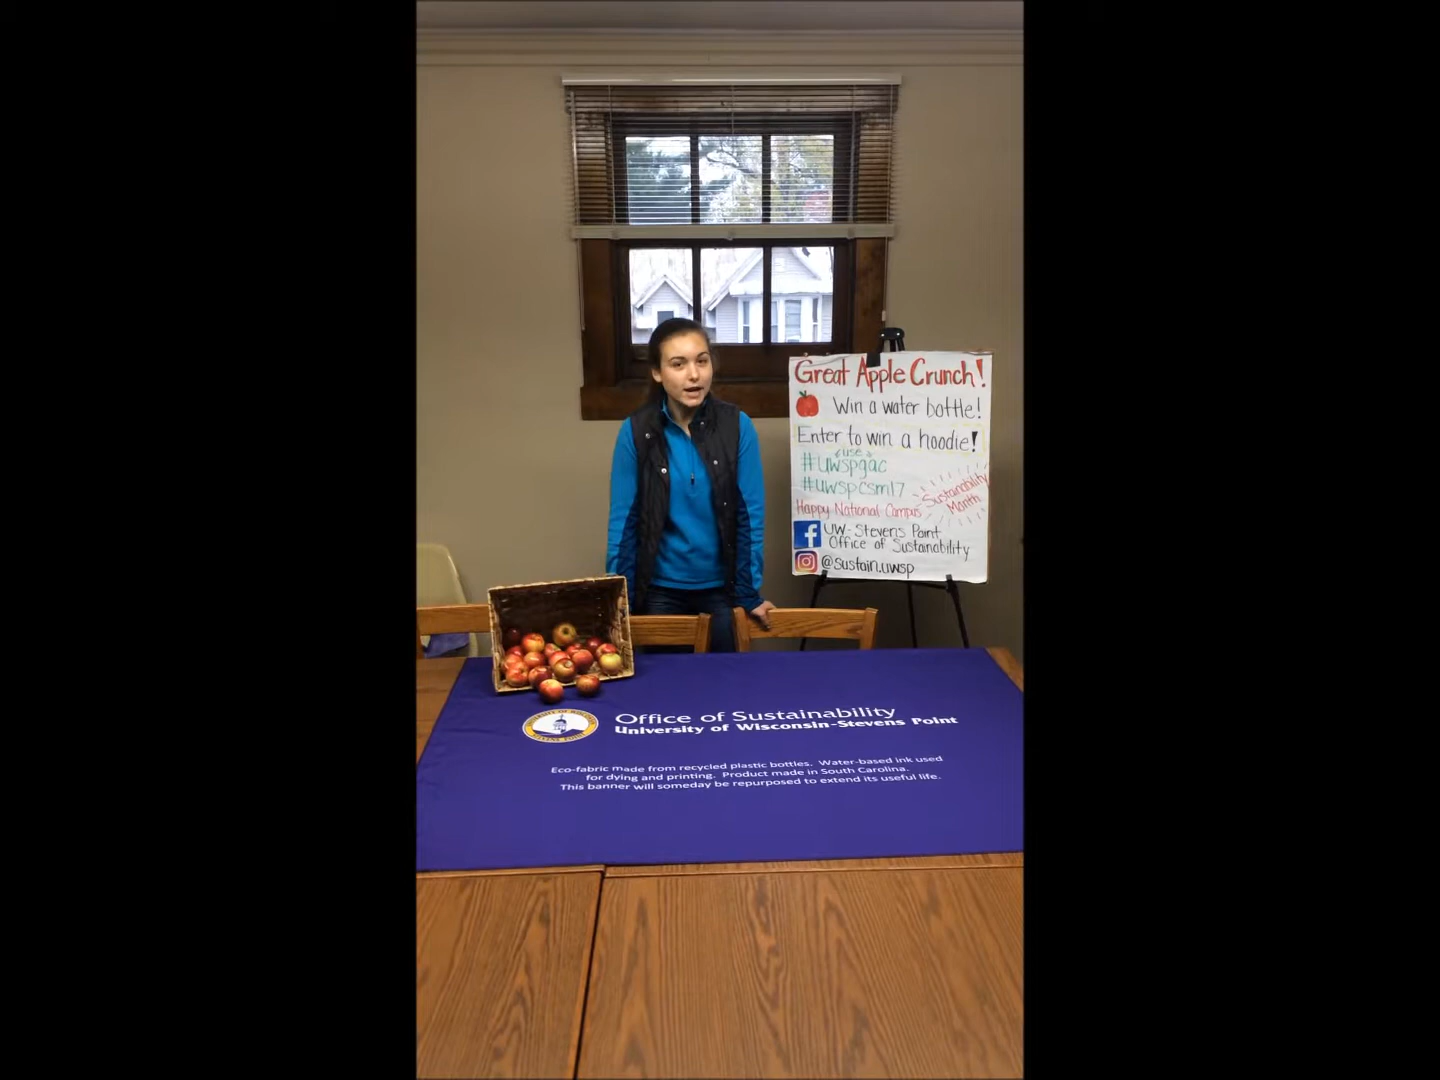 Great Apple Crunch!
Win a water bottle!
Enter to win a hoodie!
use
#uwspgac
#uwspcsm17
Sustainability
Month
Happy National Campus
f UW-Stevens Point
Office of Sustainability
@sustain.uwsp
Office of Sustainability
University of Wisconsin-Stevens Point
Eco-fabric made from recycled plastic bottles. Water-based ink used
for dying and printing. Product made in South Carolina.
This banner will someday be repurposed to extend its useful life.